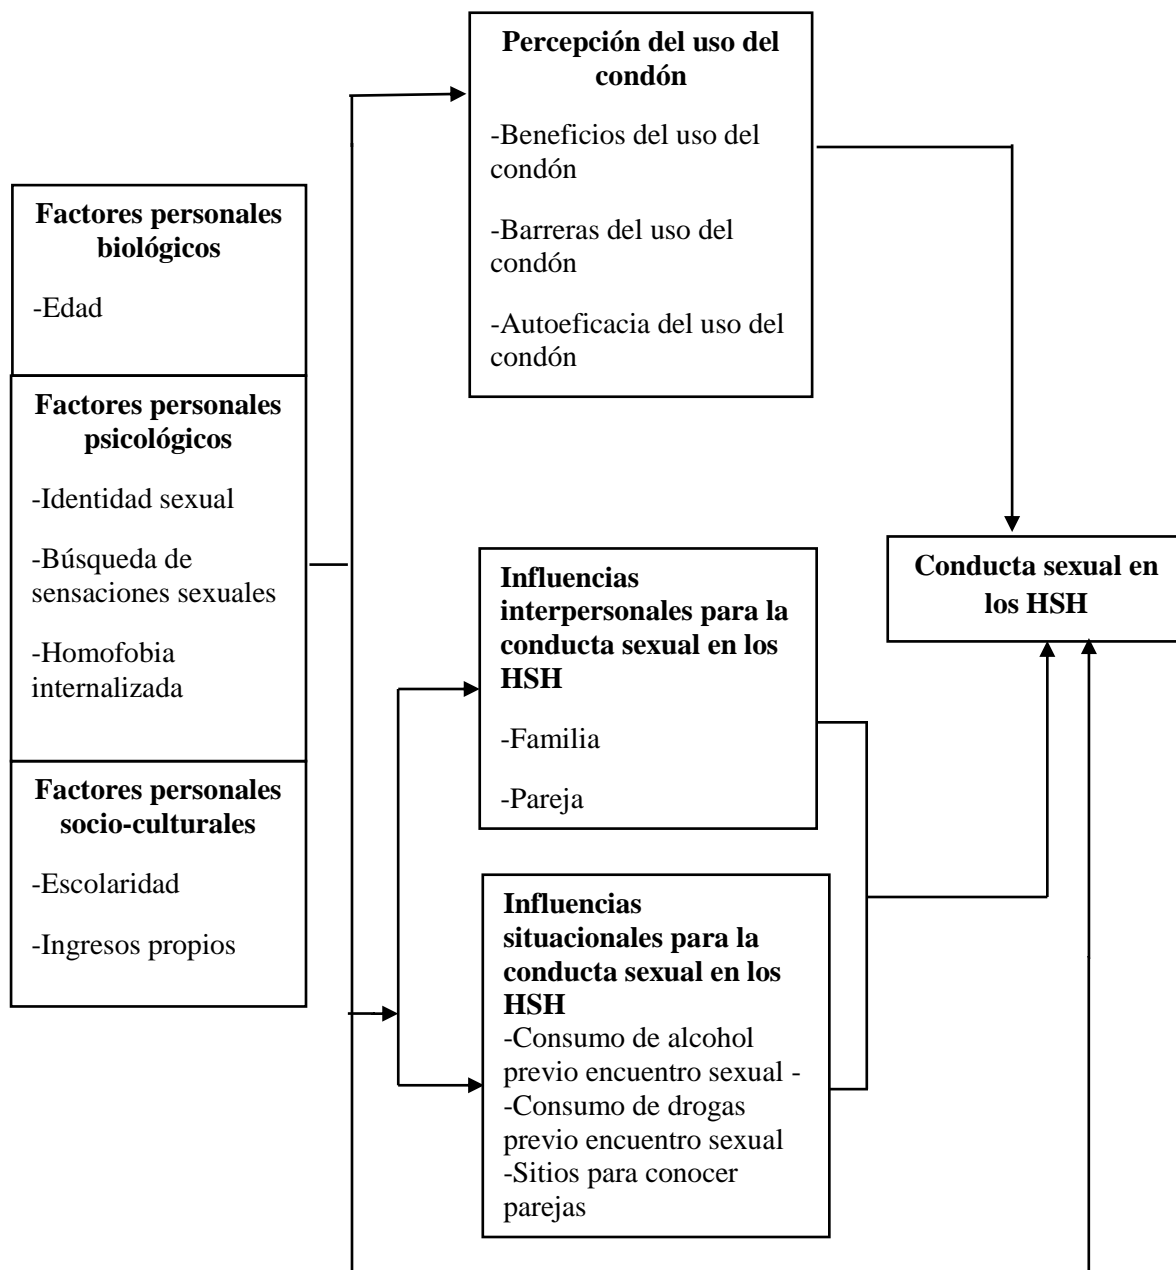 Percepción del uso del
condón
-Beneficios del uso del
condón
-Barreras del uso del
condón
-Autoeficacia del uso del
condón
Factores personales
biológicos
-Edad
Factores personales
psicológicos
-Identidad sexual
-Búsqueda de
sensaciones sexuales
-Homofobia
internalizada
Factores personales
socio-culturales
-Escolaridad
-Ingresos propios
Influencias
interpersonales para la
conducta sexual en los
HSH
-Familia
-Pareja
Influencias
situacionales para la
conducta sexual en los
HSH
-Consumo de alcohol
previo encuentro sexual -
-Consumo de drogas
previo encuentro sexual
-Sitios para conocer
parejas
Conducta sexual en
los HSH